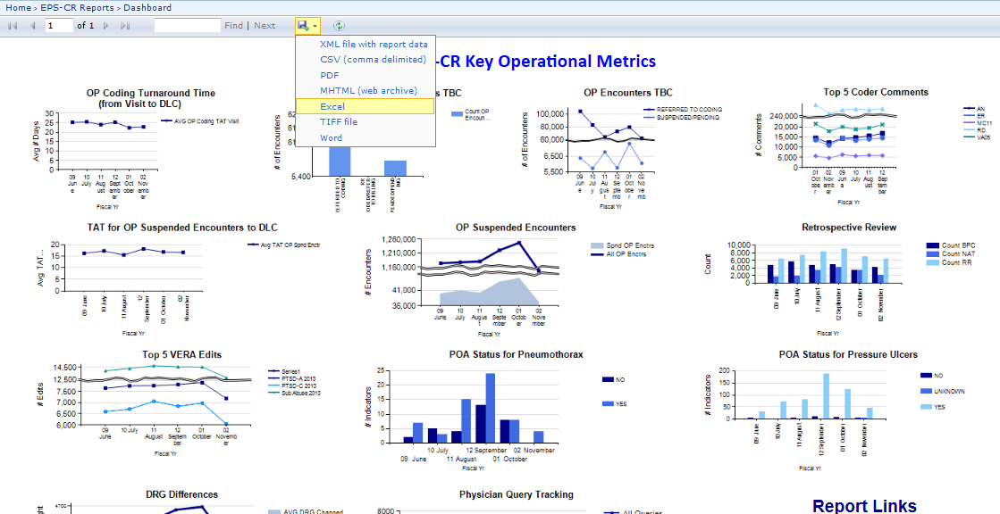 Home > EPS-CR Reports > Dashboard
1 of 1 Find | Next
XML file with report data
CSV (comma delimited)
PDF
MHTML (web archive)
Excel
TIFF file
Word
-CR Key Operational Metrics
OP Coding Turnaround Time
(from Visit to DLC)
Avg # Days
30
25
20
15
10
5
0
09 June
10 July
11 August
12 September
01 October
02 November
Fiscal Yr
AVG OP Coding TAT Visit
s TBC
# of Encounters
5,400
REFERRED TO CODING
Count OP Encoun...
OP Encounters TBC
# of Encounters
100,000
80,000
60,000
6,500
5,500
09 June
10 July
11 August
12 Septemb
01 October
02 Novemb
Fiscal Yr
REFERRED TO CODING
SUSPENDED/PENDING
Top 5 Coder Comments
# Comments
240,000
20,000
15,000
10,000
5,000
0
01 October
02 November
09 June
10 July
11 August
12 September
Fiscal Yr
AN
ER
MC11
RD
VA05
TAT for OP Suspended Encounters to DLC
Avg TAT...
20
15
10
5
0
09 June
10 July
11 August
12 September
01 October
02 November
Fiscal Yr
Avg TAT OP Spnd Enctr
OP Suspended Encounters
# Encounters
1,260,000
1,210,000
1,160,000
41,000
36,000
09 June
10 July
11 August
12 September
01 October
02 November
Fiscal Yr
Spnd OP Enctrs
All OP Enctrs
Retrospective Review
Count
10,000
8,000
6,000
4,000
2,000
0
09 June
10 July
11 August
12 September
01 October
02 November
Fiscal Yr
Count BPC
Count NAT
Count RR
Top 5 VERA Edits
# Edits
14,500
12,500
7,500
7,000
6,500
6,000
09 June
10 July
11 August
12 September
01 October
02 November
Fiscal Yr
Series1
PTSD-A 2013
PTSD-C 2013
Sub Abuse 2013
POA Status for Pneumothorax
# Indicators
25
20
15
10
5
0
09 June
10 July
11 August
12 September
01 October
02 November
Fiscal Yr
NO
YES
POA Status for Pressure Ulcers
# Indicators
200
150
100
50
0
09 June
10 July
11 August
12 September
01 October
02 November
Fiscal Yr
NO
UNKNOWN
YES
DRG Differences
4700
AVG DRG Changed
Physician Query Tracking
8000
All Queries
Report Links